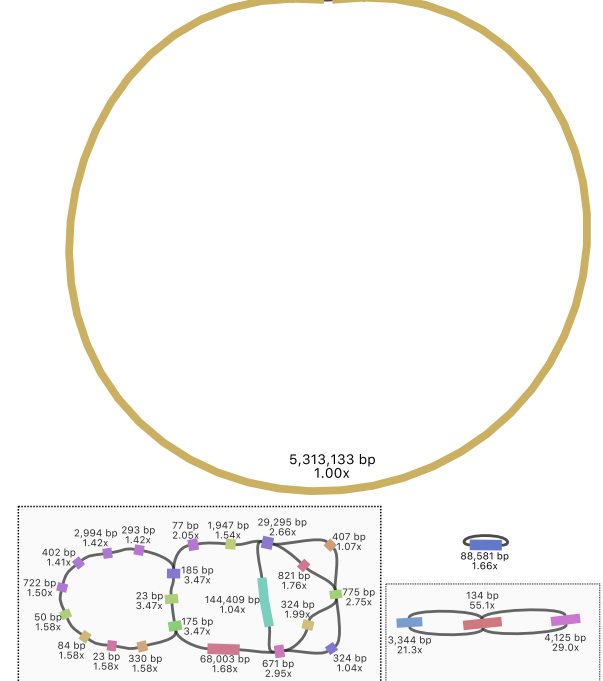 5,313,133 bp
1.00x
77 bp
2.05x
1,947 bp
1.54x
29,295 bp
2.66x
407 bp
1.07x
2,994 bp
1.42x
293 bp
1.42x
402 bp
1.41x
185 bp
3.47x
821 bp
1.76x
722 bp
1.50x
23 bp
3.47x
144,409 bp
1.04x
775 bp
2.75x
324 bp
1.99x
50 bp
1.58x
175 bp
3.47x
84 bp
1.58x
23 bp
1.58x
330 bp
1.58x
68,003 bp
1.68x
671 bp
2.95x
324 bp
1.04x
88,581 bp
1.66x
134 bp
55.1x
3,344 bp
21.3x
4,125 bp
29.0x